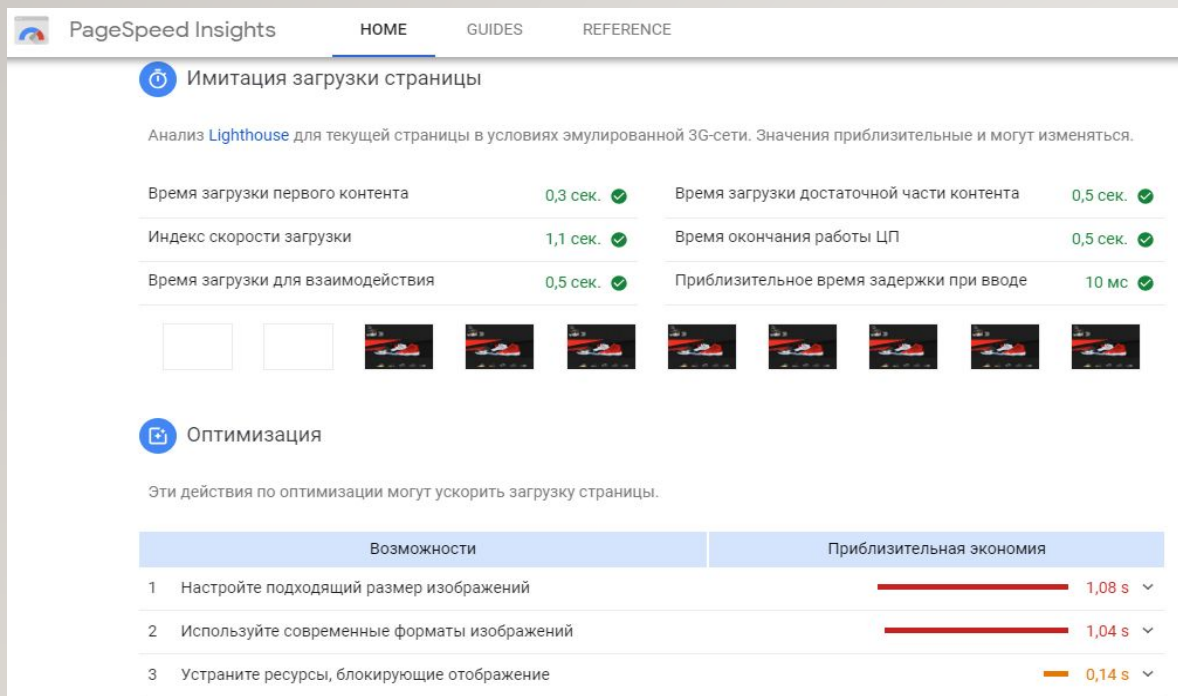 PageSpeed Insights HOME GUIDES REFERENCE
Имитация загрузки страницы
Анализ Lighthouse для текущей страницы в условиях эмулированной 3G-сети. Значения приблизительные и могут изменяться.
Время загрузки первого контента 0,3 сек. Время загрузки достаточной части контента 0,5 сек.
Индекс скорости загрузки 1,1 сек. Время окончания работы ЦП 0,5 сек.
Время загрузки для взаимодействия 0,5 сек. Приблизительное время задержки при вводе 10 мс
Оптимизация
Эти действия по оптимизации могут ускорить загрузку страницы.
Возможности Приблизительная экономия
1 Настройте подходящий размер изображений 1,08 s
2 Используйте современные форматы изображений 1,04 s
3 Устраните ресурсы, блокирующие отображение 0,14 s